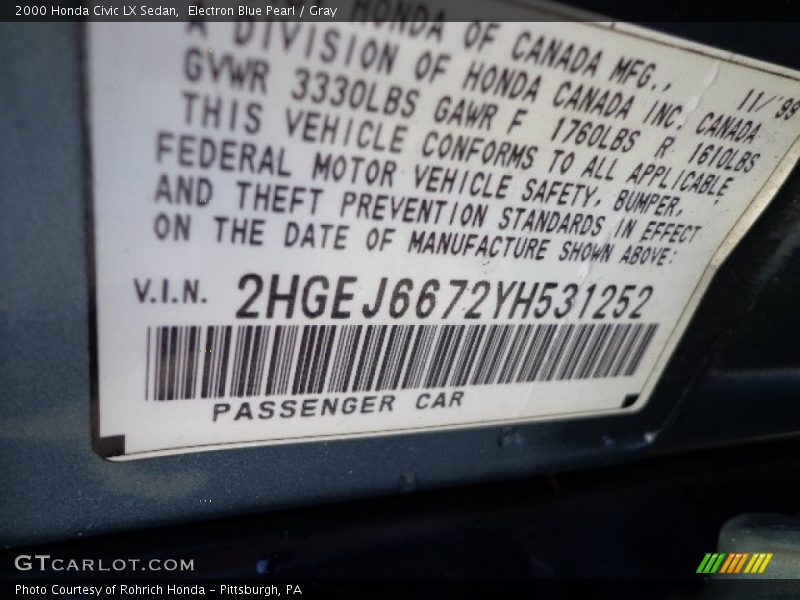 2000 Honda Civic LX Sedan, Electron Blue Pearl / Gray
HONDA OF CANADA MFG.,
A DIVISION OF HONDA CANADA INC. CANADA 11/'99
GVWR 3330LBS GAWR F 1760LBS R 1610LBS
THIS VEHICLE CONFORMS TO ALL APPLICABLE
FEDERAL MOTOR VEHICLE SAFETY, BUMPER,
AND THEFT PREVENTION STANDARDS IN EFFECT
ON THE DATE OF MANUFACTURE SHOWN ABOVE:
V.I.N. 2HGEJ6672YH531252
PASSENGER CAR
GTCARLOT.COM
Photo Courtesy of Rohrich Honda - Pittsburgh, PA